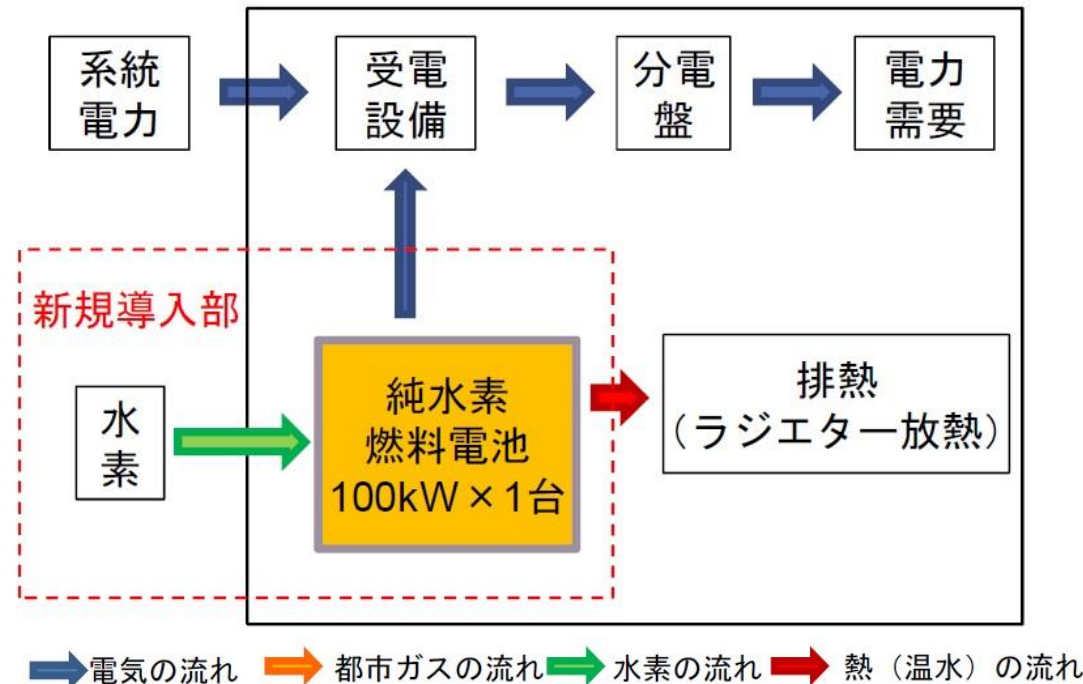 系統
電力
受電
設備
分電
盤
電力
需要
新規導入部
水
素
純水素
燃料電池
100kW×1台
排熱
（ラジエター放熱）
電気の流れ
都市ガスの流れ
水素の流れ
熱（温水）の流れ